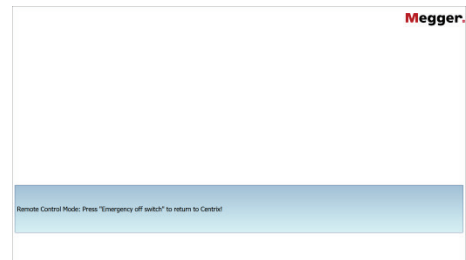 Megger.
Remote Control Mode: Press "Emergency off switch" to return to Centrix!